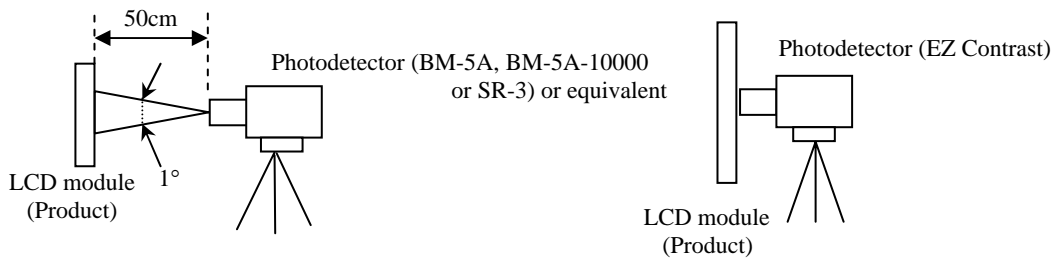 50cm
Photodetector (BM-5A, BM-5A-10000
or SR-3) or equivalent
1°
LCD module
(Product)
Photodetector (EZ Contrast)
LCD module
(Product)